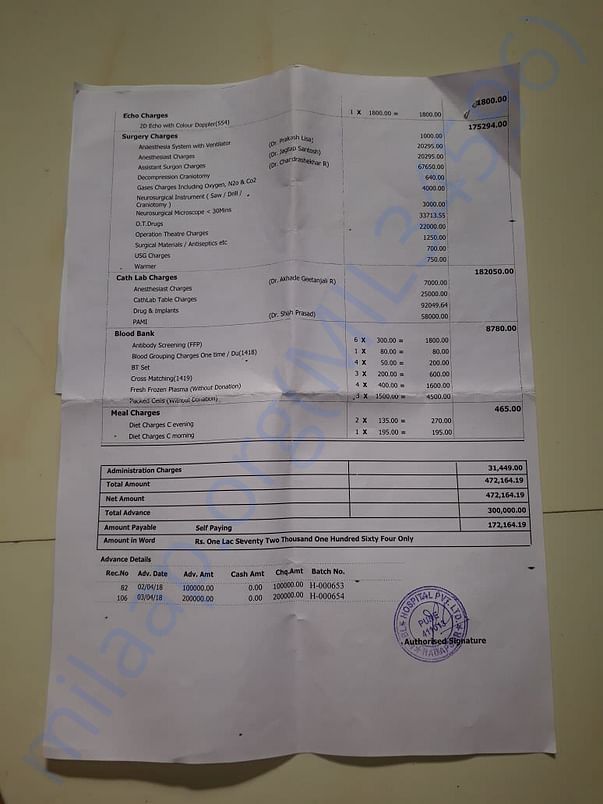 Echo Charges 1800.00
2D Echo with Colour Doppler(554) 1 X 1800.00 = 1800.00
Surgery Charges 175294.00
Anaesthesia System with Ventilator 1000.00
Anesthesiast Charges (Dr. Prakash Lisa) 20295.00
Assistant Surgon Charges (Dr. Jagtap Santosh) 20295.00
Decompression Craniotomy (Dr. Chandrashekhar R) 67650.00
Gases Charges Including Oxygen, N2o & Co2 640.00
Neurosurgical Instrument ( Saw / Drill / Craniotomy ) 4000.00
Neurosurgical Microscope < 30Mins 3000.00
O.T.Drugs 33713.55
Operation Theatre Charges 22000.00
Surgical Materials / Antiseptics etc 1250.00
USG Charges 700.00
Warmer 750.00
Cath Lab Charges 182050.00
Anesthesiast Charges (Dr. Akhade Geetanjali R) 7000.00
CathLab Table Charges 25000.00
Drug & Implants 92049.64
PAMI (Dr. Shah Prasad) 58000.00
Blood Bank 8780.00
Antibody Screening (FFP) 6 X 300.00 = 1800.00
Blood Grouping Charges One time / Du(1418) 1 X 80.00 = 80.00
BT Set 4 X 50.00 = 200.00
Cross Matching(1419) 3 X 200.00 = 600.00
Fresh Frozen Plasma (Without Donation) 4 X 400.00 = 1600.00
Packed Cells (Without Donation) 3 X 1500.00 = 4500.00
Meal Charges 465.00
Diet Charges C evening 2 X 135.00 = 270.00
Diet Charges C morning 1 X 195.00 = 195.00
Administration Charges 31,449.00
Total Amount 472,164.19
Net Amount 472,164.19
Total Advance 300,000.00
Amount Payable Self Paying 172,164.19
Amount in Word Rs. One Lac Seventy Two Thousand One Hundred Sixty Four Only
Advance Details
Rec.No Adv. Date Adv. Amt Cash Amt Chq.Amt Batch No.
82 02/04/18 100000.00 0.00 100000.00 H-000653
106 03/04/18 200000.00 0.00 200000.00 H-000654
HOSPITAL PVT. LTD.
PUNE
Authorised Signature
milaap.org(MIL34596)